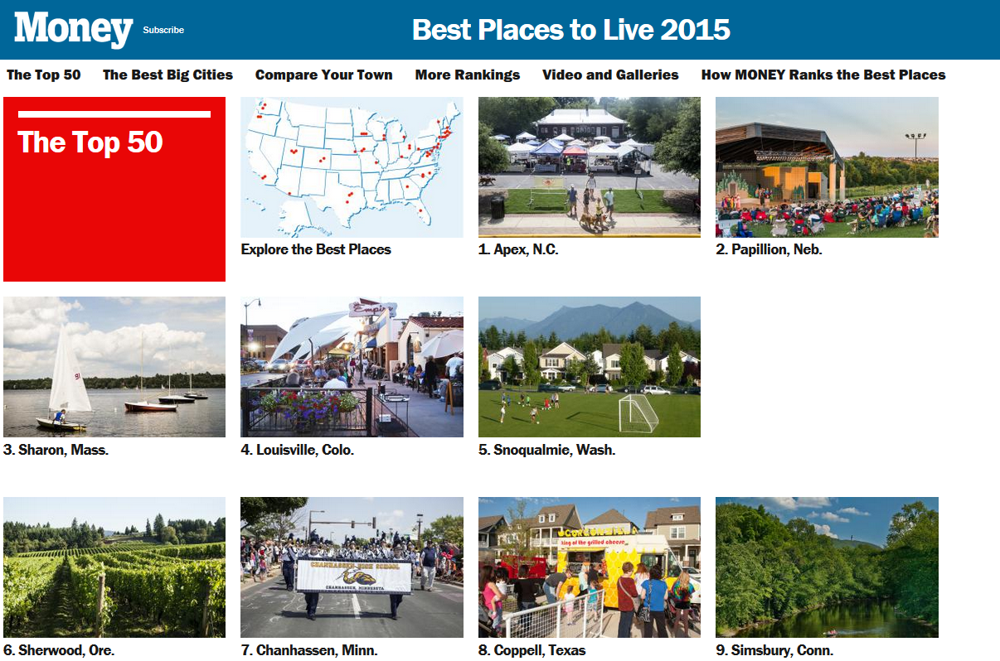 Money
Subscribe
Best Places to Live 2015
The Top 50
The Best Big Cities
Compare Your Town
More Rankings
Video and Galleries
How MONEY Ranks the Best Places
The Top 50
Explore the Best Places
1. Apex, N.C.
2. Papillion, Neb.
Empire
91
3. Sharon, Mass.
4. Louisville, Colo.
5. Snoqualmie, Wash.
CHANHASSEN HIGH SCHOOL
CHANHASSEN, MINNESOTA
king of the grilled cheese
6. Sherwood, Ore.
7. Chanhassen, Minn.
8. Coppell, Texas
9. Simsbury, Conn.